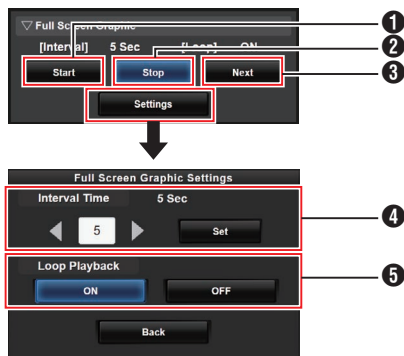 ▽ Full Screen Graphic
[Interval] 5 Sec [Loop] ON
Start Stop Next
Settings
1
2
3
Full Screen Graphic Settings
Interval Time 5 Sec
5 Set
4
Loop Playback
ON OFF
5
Back